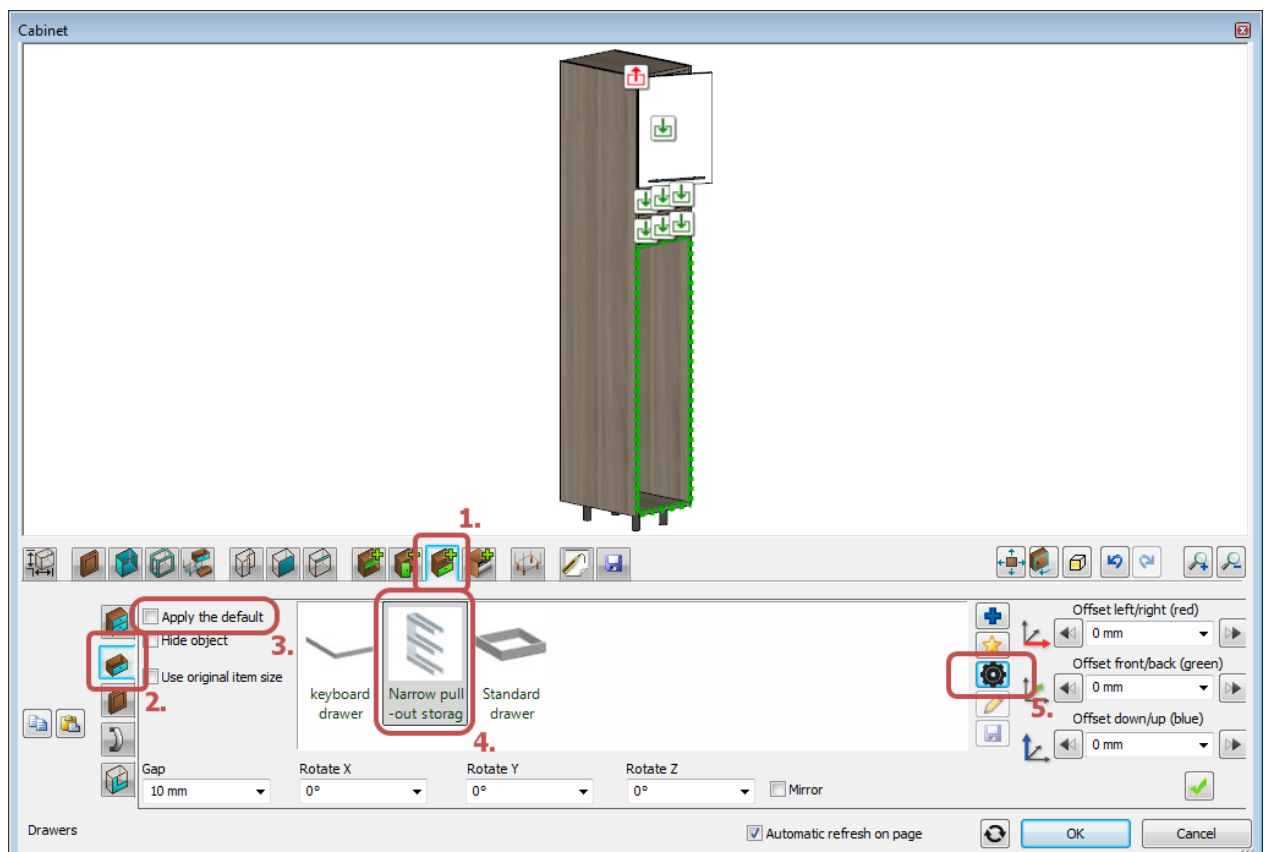 Cabinet
1.
Apply the default
3.
Hide object
Use original item size
2.
keyboard
drawer
Narrow pull
-out storag
Standard
drawer
4.
5.
Offset left/right (red)
0 mm
Offset front/back (green)
0 mm
Offset down/up (blue)
0 mm
Gap
10 mm
Rotate X
0°
Rotate Y
0°
Rotate Z
0°
Mirror
Drawers
Automatic refresh on page
OK
Cancel